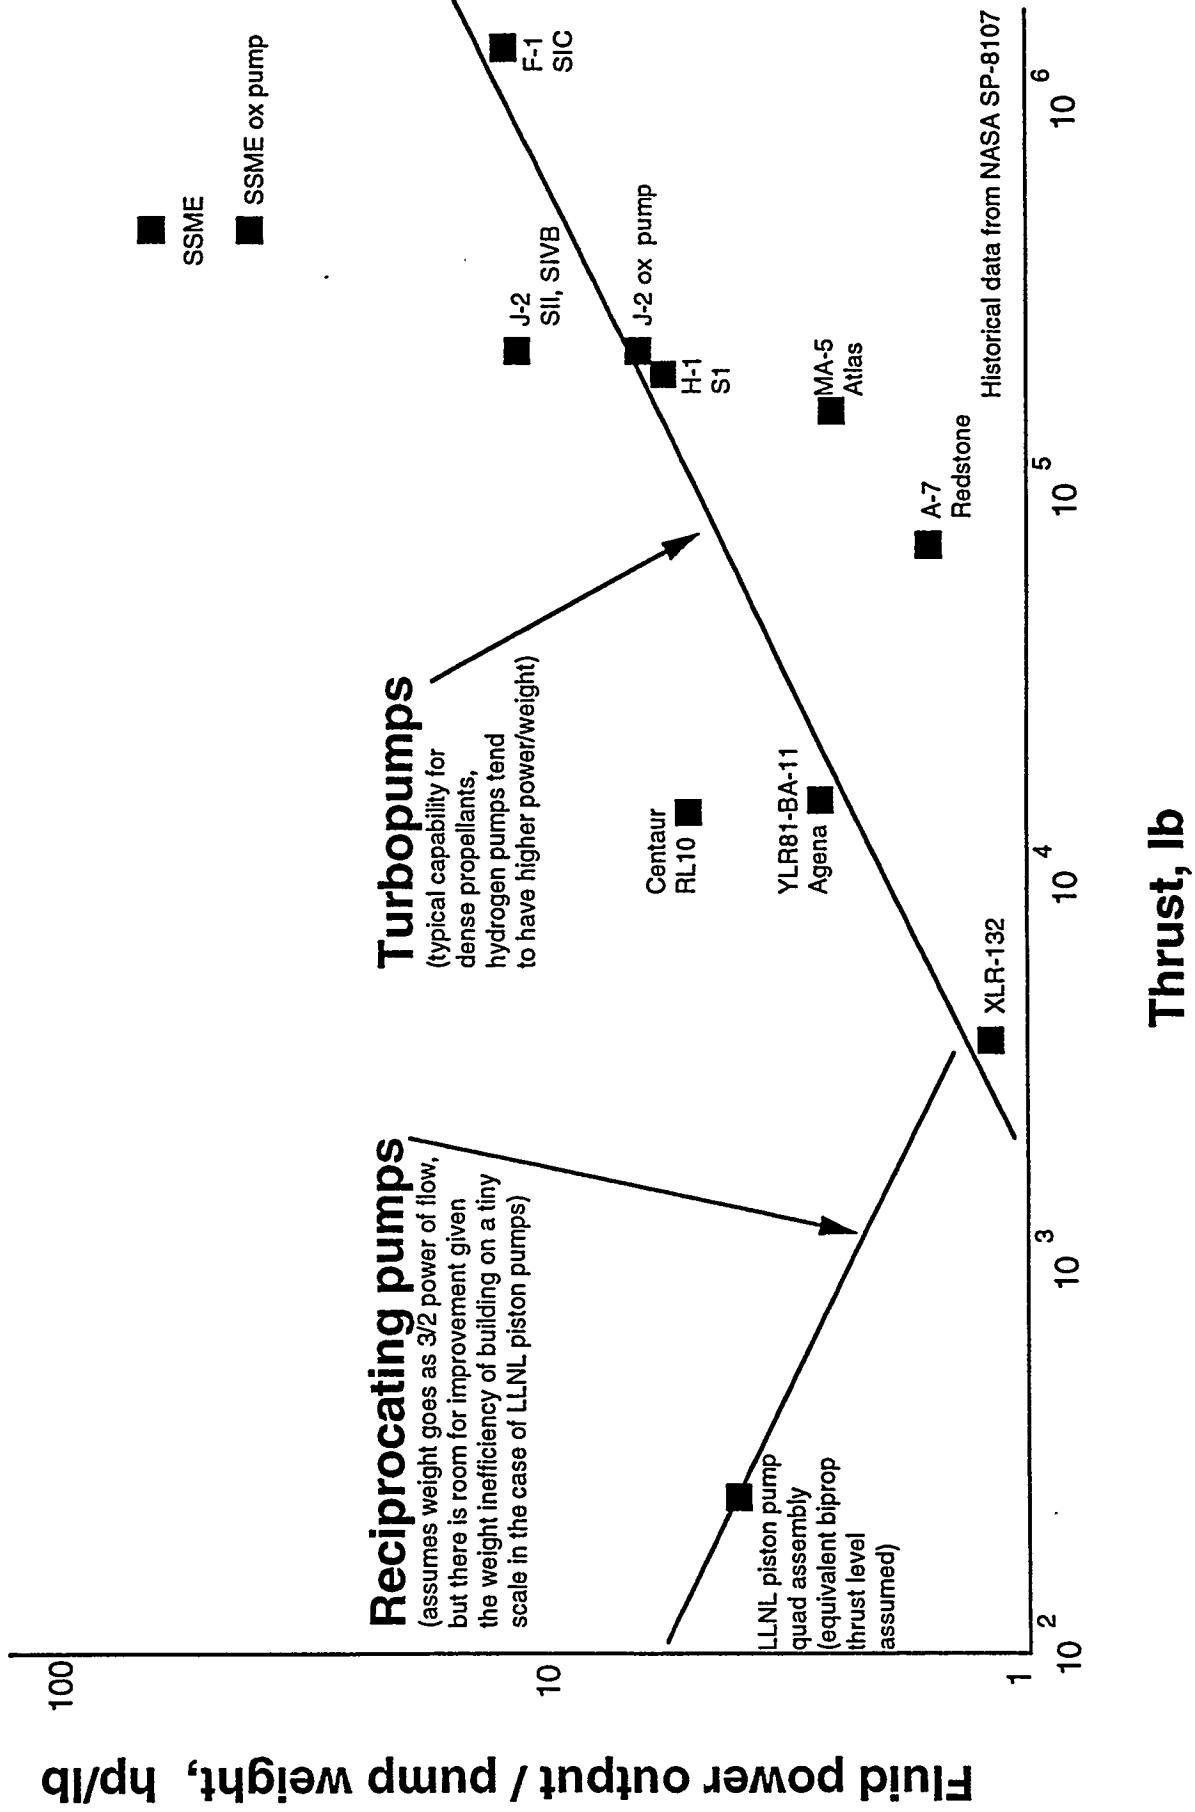 Fluid power output / pump weight, hp/lb
100
10
1
Reciprocating pumps
(assumes weight goes as 3/2 power of flow,
but there is room for improvement given
the weight inefficiency of building on a tiny
scale in the case of LLNL piston pumps)
LLNL piston pump
quad assembly
(equivalent biprop
thrust level
assumed)
Turbopumps
(typical capability for
dense propellants,
hydrogen pumps tend
to have higher power/weight)
Centaur
RL10
YLR81-BA-11
Agena
XLR-132
SSME
SSME ox pump
J-2
SII, SIVB
F-1
SIC
J-2 ox pump
H-1
S1
MA-5
Atlas
A-7
Redstone
Historical data from NASA SP-8107
10 2
10 3
10 4
10 5
10 6
Thrust, lb